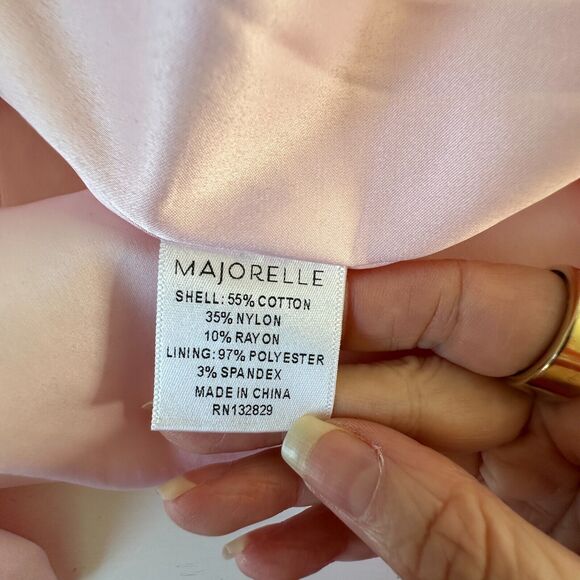 MAJORELLE
SHELL: 55% COTTON
35% NYLON
10% RAYON
LINING: 97% POLYESTER
3% SPANDEX
MADE IN CHINA
RN132829